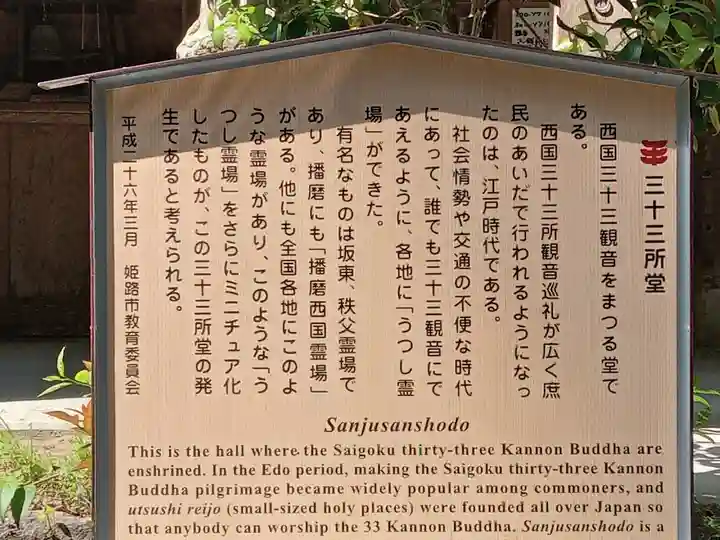 三十三所堂
西国三十三観音をまつる堂で
ある。
西国三十三所観音巡礼が広く庶
民のあいだで行われるようになっ
たのは、江戸時代である。
社会情勢や交通の不便な時代
にあって、誰でも三十三観音にで
あえるように、各地に「うつし霊
場」ができた。
有名なものは坂東、秩父霊場で
あり、播磨にも「播磨西国霊場」
がある。他にも全国各地にこのよ
うな霊場があり、このような「う
つし霊場」をさらにミニチュア化
したものが、この三十三所堂の発
生であると考えられる。
平成二十六年三月 姫路市教育委員会
Sanjusanshodo
This is the hall where the Saigoku thirty-three Kannon Buddha are
enshrined. In the Edo period, making the Saigoku thirty-three Kannon
Buddha pilgrimage became widely popular among commoners, and
utsushi reijo (small-sized holy places) were founded all over Japan so
that anybody can worship the 33 Kannon Buddha. Sanjusanshodo is a